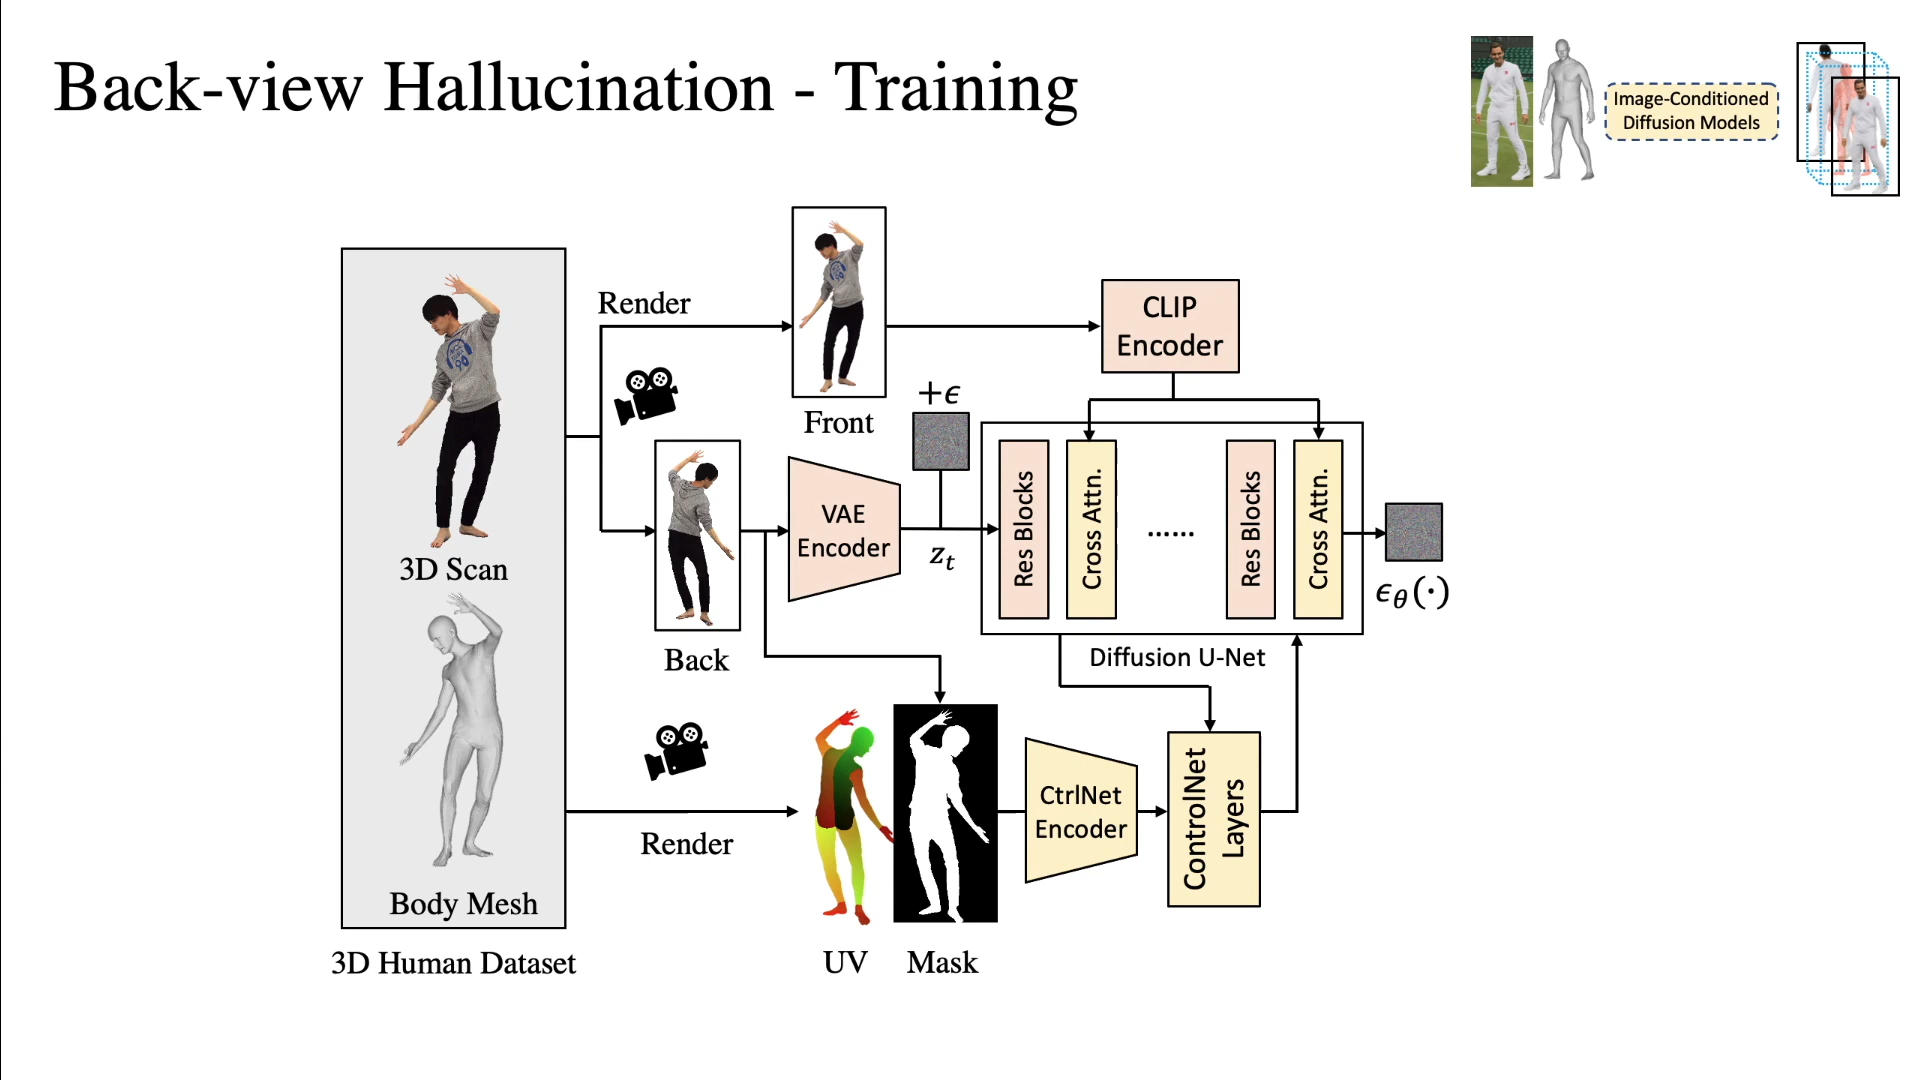 Back-view Hallucination - Training
Image-Conditioned
Diffusion Models
Render
Front
CLIP
Encoder
+ϵ
3D Scan
Back
VAE
Encoder
z_t
Res Blocks
Cross Attn.
......
Res Blocks
Cross Attn.
ϵ_θ(·)
Diffusion U-Net
Body Mesh
3D Human Dataset
Render
UV
Mask
CtrlNet
Encoder
ControlNet
Layers